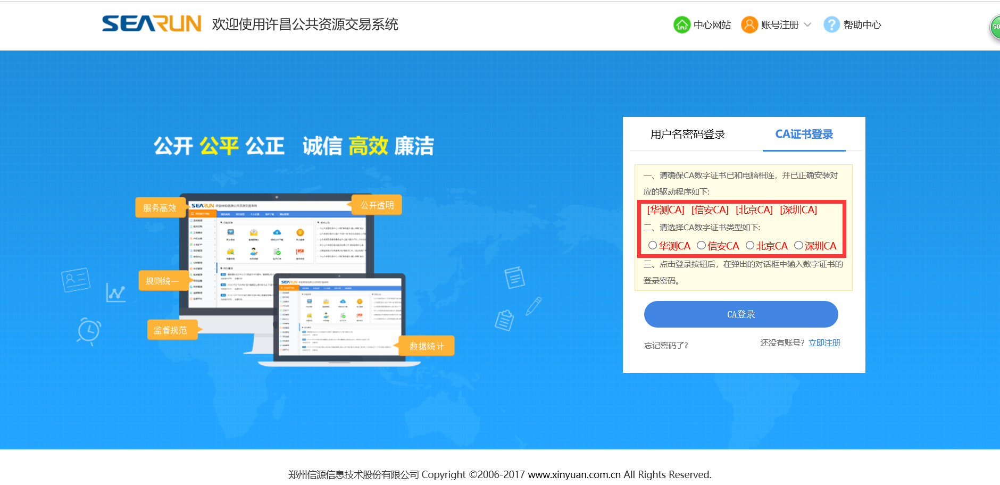 SEARUN 欢迎使用许昌公共资源交易系统
中心网站 账号注册 帮助中心
50
公开 公平 公正 诚信 高效 廉洁
服务高效
公开透明
规则统一
监督规范
数据统计
SEARUN
SEARUN
用户名密码登录 CA证书登录
一、请确保CA数字证书已和电脑相连，并已正确安装对
应的驱动程序如下:
[华测CA] [信安CA] [北京CA] [深圳CA]
二、请选择CA数字证书类型如下:
华测CA 信安CA 北京CA 深圳CA
三、点击登录按钮后，在弹出的对话框中输入数字证书的
登录密码。
CA登录
忘记密码了? 还没有账号? 立即注册
郑州信源信息技术股份有限公司 Copyright ©2006-2017 www.xinyuan.com.cn All Rights Reserved.